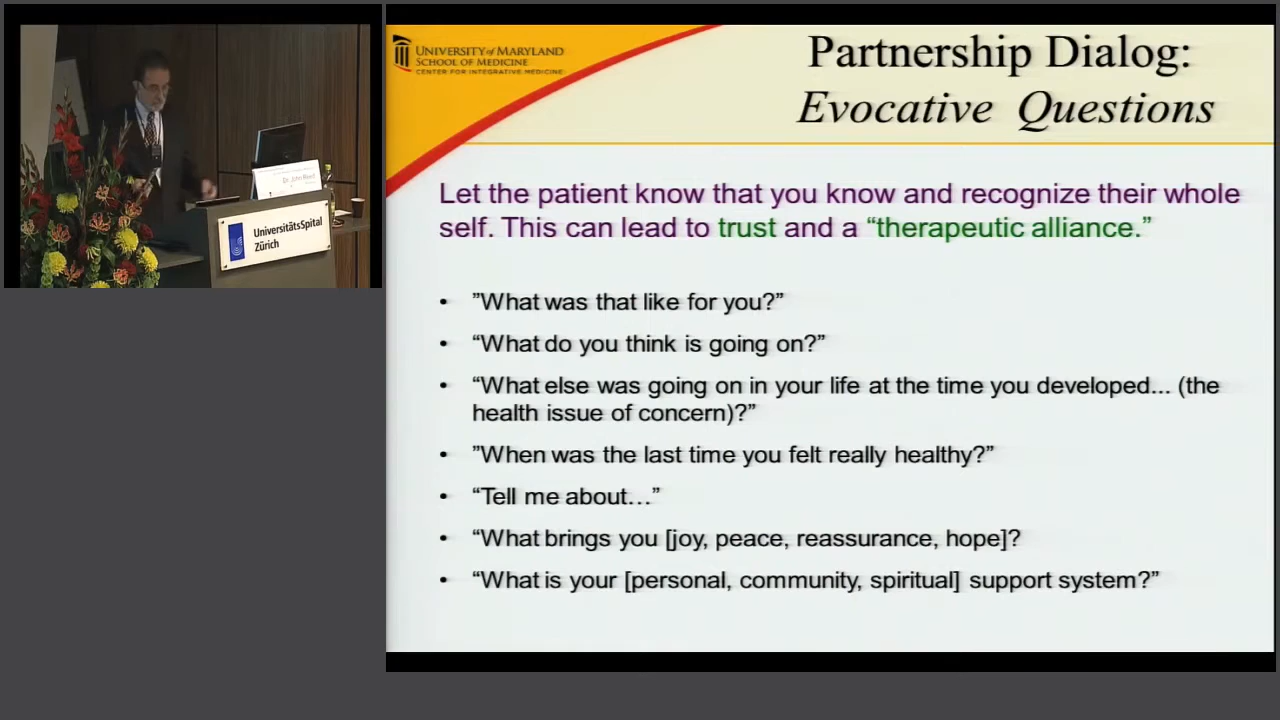 UNIVERSITY of MARYLAND
SCHOOL OF MEDICINE
CENTER FOR INTEGRATIVE MEDICINE
Partnership Dialog:
Evocative Questions
Let the patient know that you know and recognize their whole
self. This can lead to trust and a “therapeutic alliance.”
• ”What was that like for you?”
• “What do you think is going on?”
• “What else was going on in your life at the time you developed... (the
health issue of concern)?”
• ”When was the last time you felt really healthy?”
• “Tell me about…”
• “What brings you [joy, peace, reassurance, hope]?
• “What is your [personal, community, spiritual] support system?”
Dr. John Reed
UniversitätsSpital
Zürich